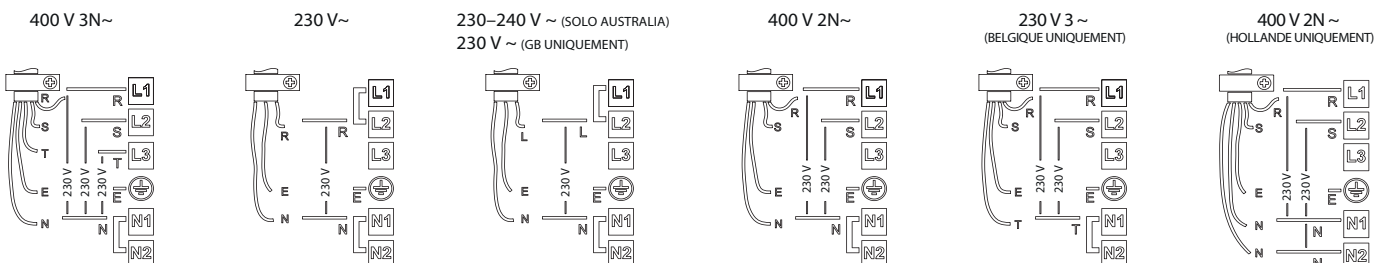 400 V 3N~
R
S
T
E
N
230 V
230 V
230 V
R
S
T
E
N
L1
L2
L3
N1
N2
230 V~
R
E
N
230 V
R
E
N
L1
L2
L3
N1
N2
230–240 V ~ (SOLO AUSTRALIA)
230 V ~ (GB UNIQUEMENT)
L
E
N
230 V
L
E
N
L1
L2
L3
N1
N2
400 V 2N~
R
S
E
N
230 V
230 V
R
S
E
N
L1
L2
L3
N1
N2
230 V 3 ~
(BELGIQUE UNIQUEMENT)
R
S
E
T
230 V
230 V
R
S
E
T
L1
L2
L3
N1
N2
400 V 2N ~
(HOLLANDE UNIQUEMENT)
R
S
E
N
N
230 V
230 V
R
S
E
N
N
L1
L2
L3
N1
N2